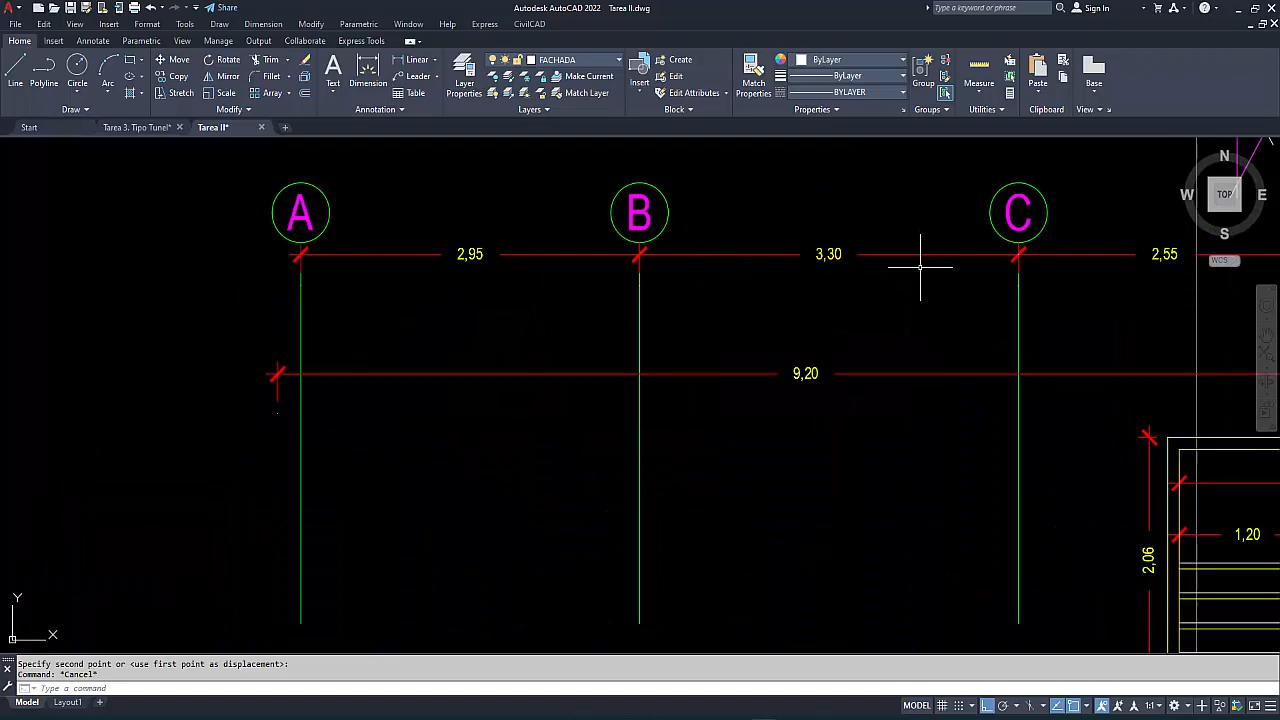 Autodesk AutoCAD 2022 Tarea II.dwg
Share
Type a keyword or phrase
Sign In
File Edit View Insert Format Tools Draw Dimension Modify Parametric Window Help Express CivilCAD
Home Insert Annotate Parametric View Manage Output Collaborate Express Tools
Line Polyline Circle Arc
Move Rotate Trim
Copy Mirror Fillet
Stretch Scale Array
Text Dimension
Linear
Leader
Table
Layer Properties
FACHADA
Make Current
Match Layer
Insert
Create
Edit
Edit Attributes
Match Properties
ByLayer
ByLayer
BYLAYER
Group
Measure
Paste
Base
Draw Modify Annotation Layers Block Properties Groups Utilities Clipboard View
Start Tarea 3. Tipo Tunel* Tarea II*
A B C
2,95 3,30 2,55
9,20
1,20
2,06
N
W TOP E
S
WCS
Y
X
Specify second point or <use first point as displacement>:
Command: *Cancel*
Type a command
Model Layout1
MODEL 1:1